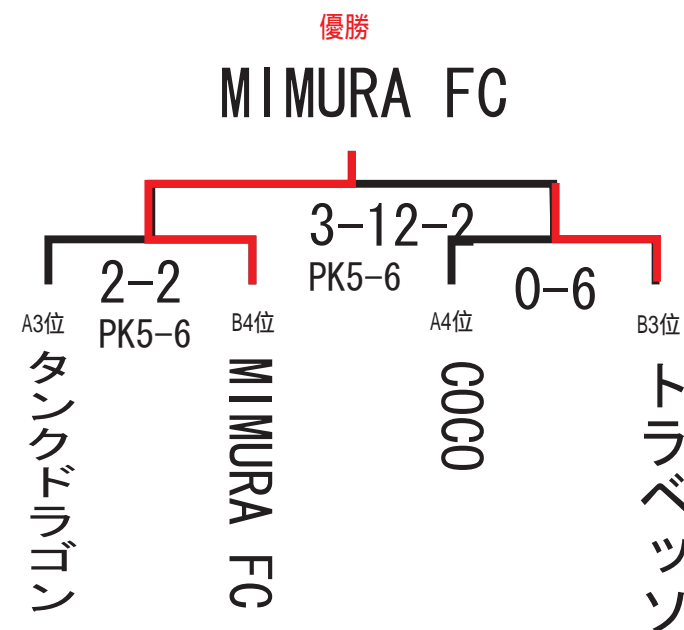 優勝
MIMURA FC
3-12-2
PK5-6
2-2
PK5-6
0-6
A3位
B4位
A4位
B3位
タンクドラゴン
MIMURA FC
COCO
トラベッソ